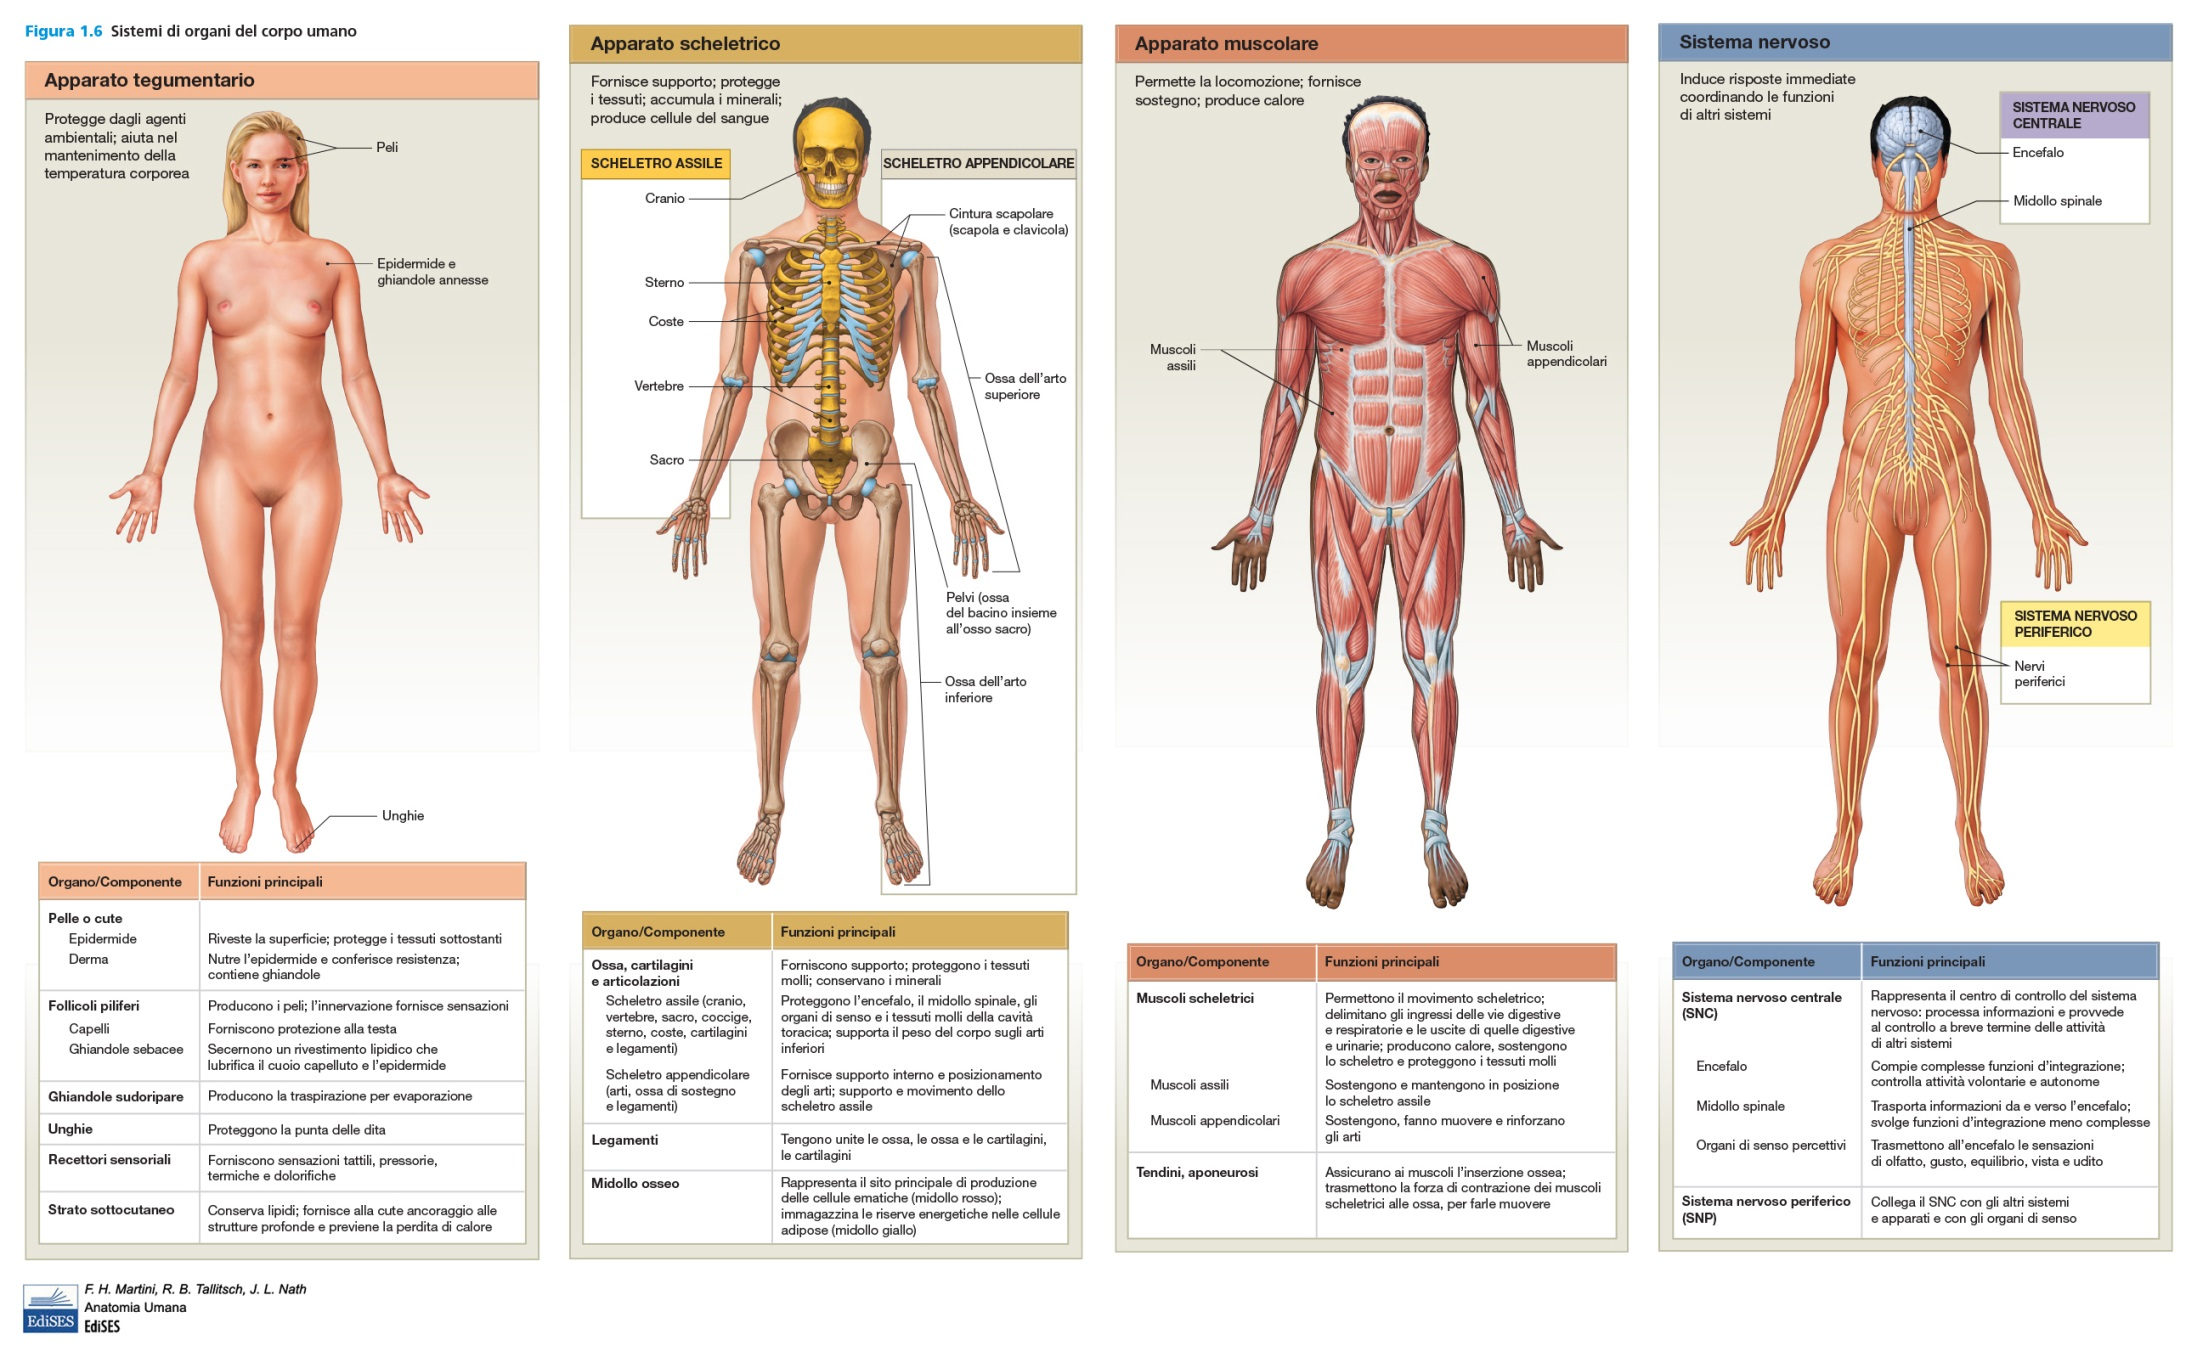 Figura 1.6 Sistemi di organi del corpo umano
Apparato tegumentario
Protegge dagli agenti
ambientali; aiuta nel
mantenimento della
temperatura corporea
Peli
Epidermide e
ghiandole annesse
Unghie
Organo/Componente Funzioni principali
Pelle o cute
Epidermide Riveste la superficie; protegge i tessuti sottostanti
Derma Nutre l'epidermide e conferisce resistenza;
contiene ghiandole
Follicoli piliferi Producono i peli; l'innervazione fornisce sensazioni
Capelli Forniscono protezione alla testa
Ghiandole sebacee Secernono un rivestimento lipidico che
lubrifica il cuoio capelluto e l'epidermide
Ghiandole sudoripare Producono la traspirazione per evaporazione
Unghie Proteggono la punta delle dita
Recettori sensoriali Forniscono sensazioni tattili, pressorie,
termiche e dolorifiche
Strato sottocutaneo Conserva lipidi; fornisce alla cute ancoraggio alle
strutture profonde e previene la perdita di calore
Apparato scheletrico
Fornisce supporto; protegge
i tessuti; accumula i minerali;
produce cellule del sangue
SCHELETRO ASSILE
Cranio
Sterno
Coste
Vertebre
Sacro
SCHELETRO APPENDICOLARE
Cintura scapolare
(scapola e clavicola)
Ossa dell'arto
superiore
Pelvi (ossa
del bacino insieme
all'osso sacro)
Ossa dell'arto
inferiore
Organo/Componente Funzioni principali
Ossa, cartilagini Forniscono supporto; proteggono i tessuti
e articolazioni molli; conservano i minerali
Scheletro assile (cranio, Proteggono l'encefalo, il midollo spinale, gli
vertebre, sacro, coccige, organi di senso e i tessuti molli della cavità
sterno, coste, cartilagini toracica; supporta il peso del corpo sugli arti
e legamenti) inferiori
Scheletro appendicolare Fornisce supporto interno e posizionamento
(arti, ossa di sostegno degli arti; supporto e movimento dello
e legamenti) scheletro assile
Legamenti Tengono unite le ossa, le ossa e le cartilagini,
le cartilagini
Midollo osseo Rappresenta il sito principale di produzione
delle cellule ematiche (midollo rosso);
immagazzina le riserve energetiche nelle cellule
adipose (midollo giallo)
Apparato muscolare
Permette la locomozione; fornisce
sostegno; produce calore
Muscoli
assili
Muscoli
appendicolari
Organo/Componente Funzioni principali
Muscoli scheletrici Permettono il movimento scheletrico;
delimitano gli ingressi delle vie digestive
e respiratorie e le uscite di quelle digestive
e urinarie; producono calore, sostengono
lo scheletro e proteggono i tessuti molli
Muscoli assili Sostengono e mantengono in posizione
lo scheletro assile
Muscoli appendicolari Sostengono, fanno muovere e rinforzano
gli arti
Tendini, aponeurosi Assicurano ai muscoli l'inserzione ossea;
trasmettono la forza di contrazione dei muscoli
scheletrici alle ossa, per farle muovere
Sistema nervoso
Induce risposte immediate
coordinando le funzioni
di altri sistemi
SISTEMA NERVOSO
CENTRALE
Encefalo
Midollo spinale
SISTEMA NERVOSO
PERIFERICO
Nervi
periferici
Organo/Componente Funzioni principali
Sistema nervoso centrale Rappresenta il centro di controllo del sistema
(SNC) nervoso: processa informazioni e provvede
al controllo a breve termine delle attività
di altri sistemi
Encefalo Compie complesse funzioni d'integrazione;
controlla attività volontarie e autonome
Midollo spinale Trasporta informazioni da e verso l'encefalo;
svolge funzioni d'integrazione meno complesse
Organi di senso percettivi Trasmettono all'encefalo le sensazioni
di olfatto, gusto, equilibrio, vista e udito
Sistema nervoso periferico Collega il SNC con gli altri sistemi
(SNP) e apparati e con gli organi di senso
EdiSES
F. H. Martini, R. B. Tallitsch, J. L. Nath
Anatomia Umana
EdiSES